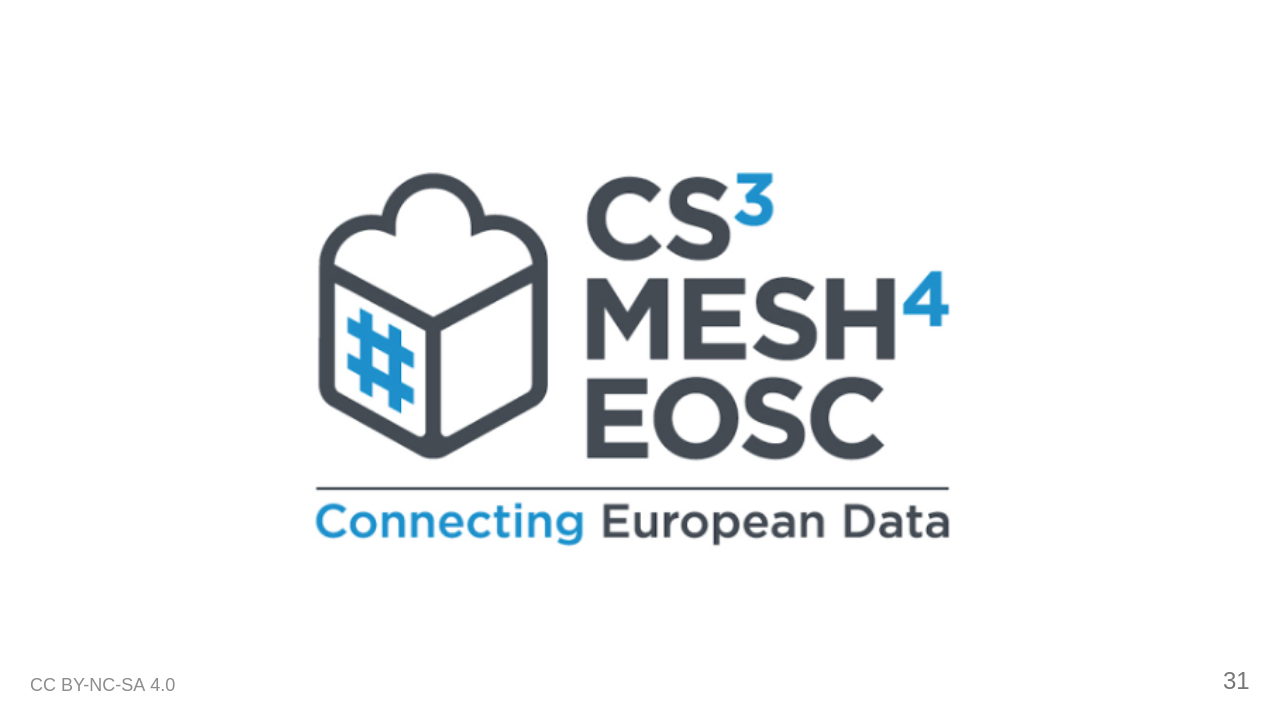 CS³
MESH⁴
EOSC
#
Connecting European Data
CC BY-NC-SA 4.0
31